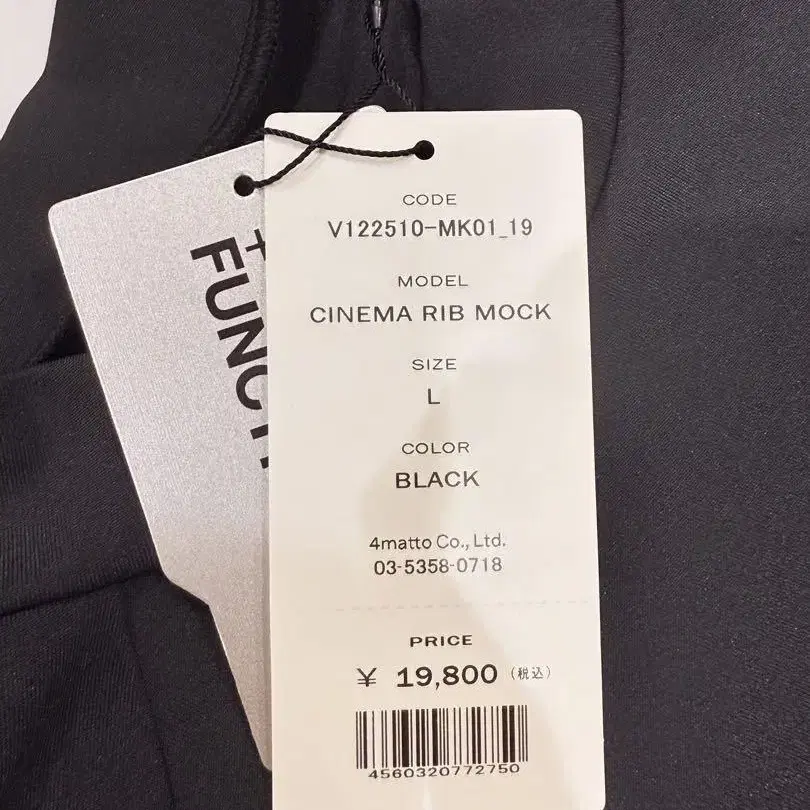 CODE
V122510-MK01_19
MODEL
CINEMA RIB MOCK
SIZE
L
COLOR
BLACK
4matto Co.,Ltd.
03-5358-0718
PRICE
¥ 19,800 (税込)
4560320772750
+
FUNCT